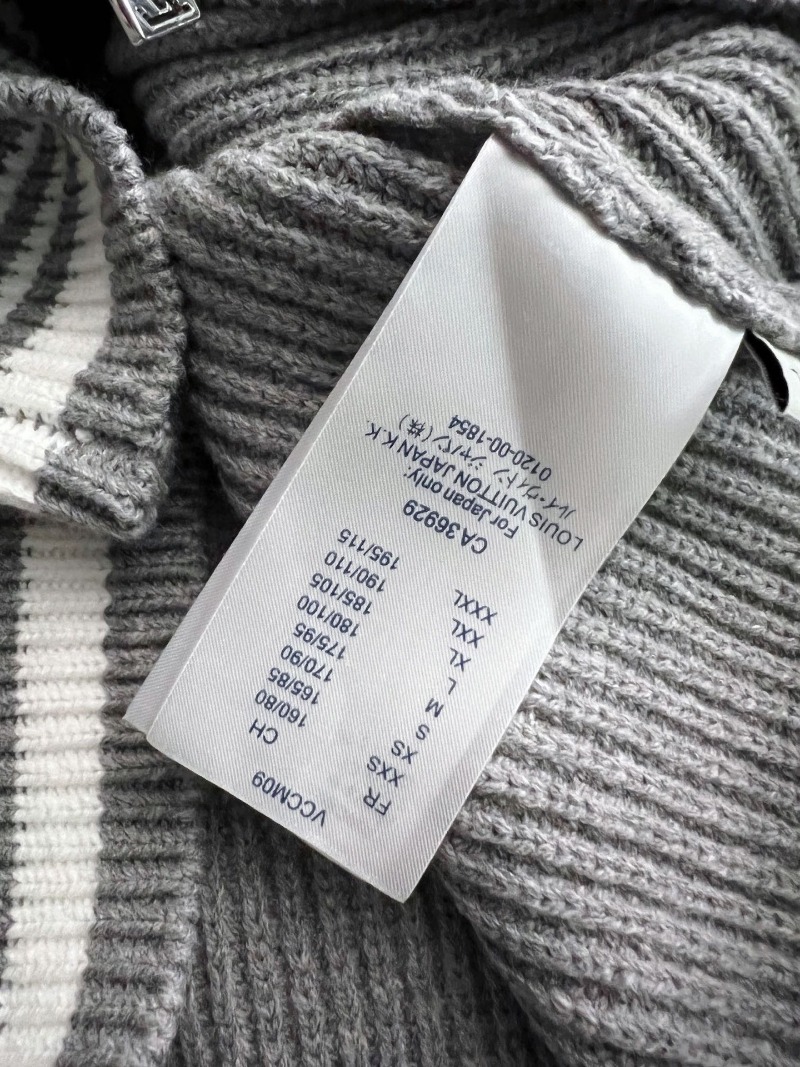 VCCM09
FR CH
XXS 160/80
XS 165/85
S 170/90
M 175/95
L 180/100
XL 185/105
XXL 190/110
XXXL 195/115
CA36929
For Japan only:
LOUIS VUITTON JAPAN K.K
ルイ・ヴィトン ジャパン(株)
0120-00-1854